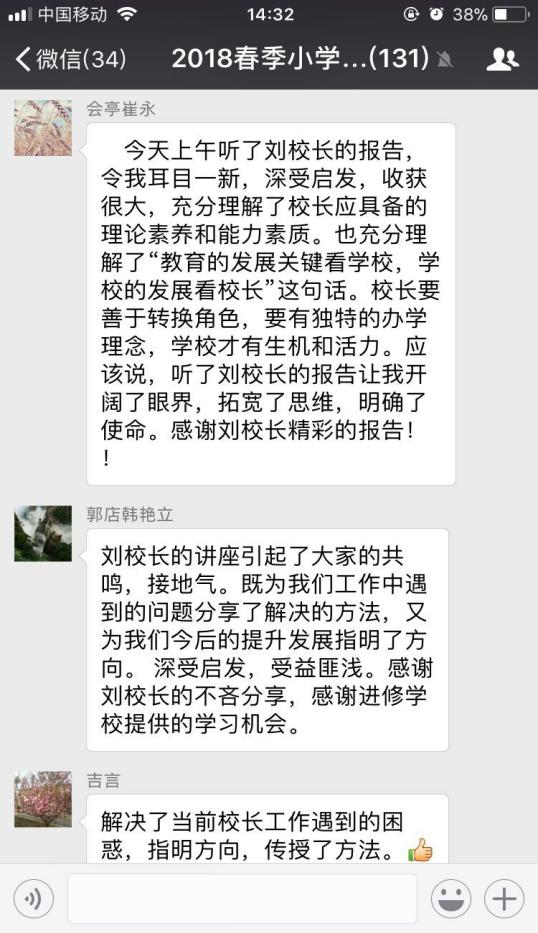 中国移动
14:32
38%
微信(34)
2018春季小学...(131)
会亭崔永
今天上午听了刘校长的报告，
令我耳目一新，深受启发，收获
很大，充分理解了校长应具备的
理论素养和能力素质。也充分理
解了“教育的发展关键看学校，学
校的发展看校长”这句话。校长要
善于转换角色，要有独特的办学
理念，学校才有生机和活力。应
该说，听了刘校长的报告让我开
阔了眼界，拓宽了思维，明确了
使命。感谢刘校长精彩的报告！
！
郭店韩艳立
刘校长的讲座引起了大家的共
鸣，接地气。既为我们工作中遇
到的问题分享了解决的方法，又
为我们今后的提升发展指明了方
向。 深受启发，受益匪浅。感谢
刘校长的不吝分享，感谢进修学
校提供的学习机会。
吉言
解决了当前校长工作遇到的困
惑，指明方向，传授了方法。👍